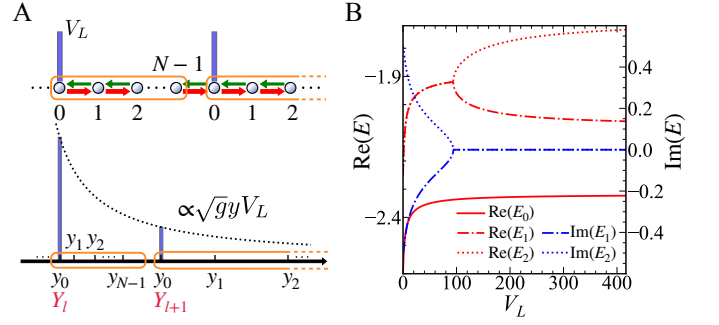 A
V_L
N−1
0 1 2 0 1 2
∝√gyV_L
y_1 y_2
y_0 y_{N−1} y_0 y_1 y_2
Y_l Y_{l+1}
B
Re(E)
−1.9
−2.4
0.4
0.2
0.0
−0.2
−0.4
Im(E)
Re(E_0)
Re(E_1) Im(E_1)
Re(E_2) Im(E_2)
0 100 200 300 400
V_L